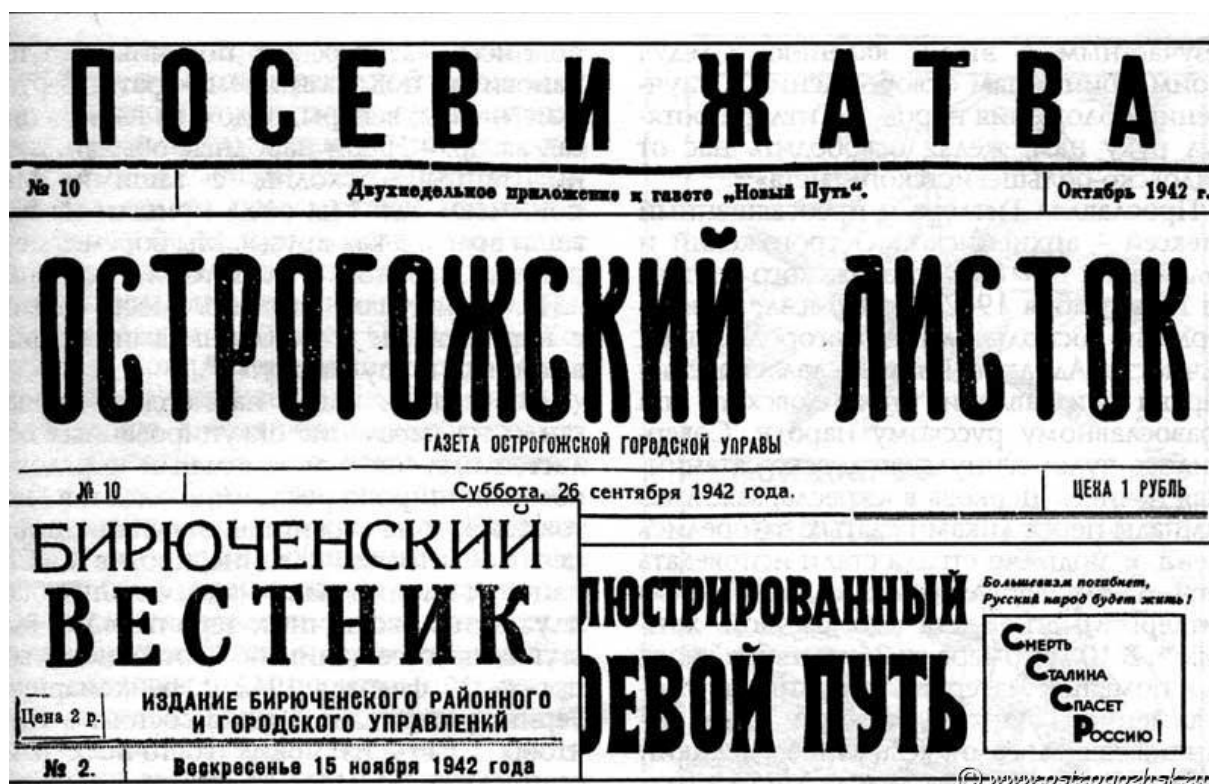 ПОСЕВ и ЖАТВА
№ 10 Двухнедельное приложение к газете „Новый Путь“. Октябрь 1942 г.
ОСТРОГОЖСКИЙ ЛИСТОК
ГАЗЕТА ОСТРОГОЖСКОЙ ГОРОДСКОЙ УПРАВЫ
№ 10 Суббота, 26 сентября 1942 года. ЦЕНА 1 РУБЛЬ
БИРЮЧЕНСКИЙ
ВЕСТНИК
Цена 2 р.
ИЗДАНИЕ БИРЮЧЕНСКОГО РАЙОННОГО
И ГОРОДСКОГО УПРАВЛЕНИЙ
№ 2. Воскресенье 15 ноября 1942 года
ЛЮСТРИРОВАННЫЙ
ОЕВОЙ ПУТЬ
Большевизм погибнет,
Русский народ будет жить!
СМЕРТЬ
СТАЛИНА
СПАСЕТ
РОССИЮ!